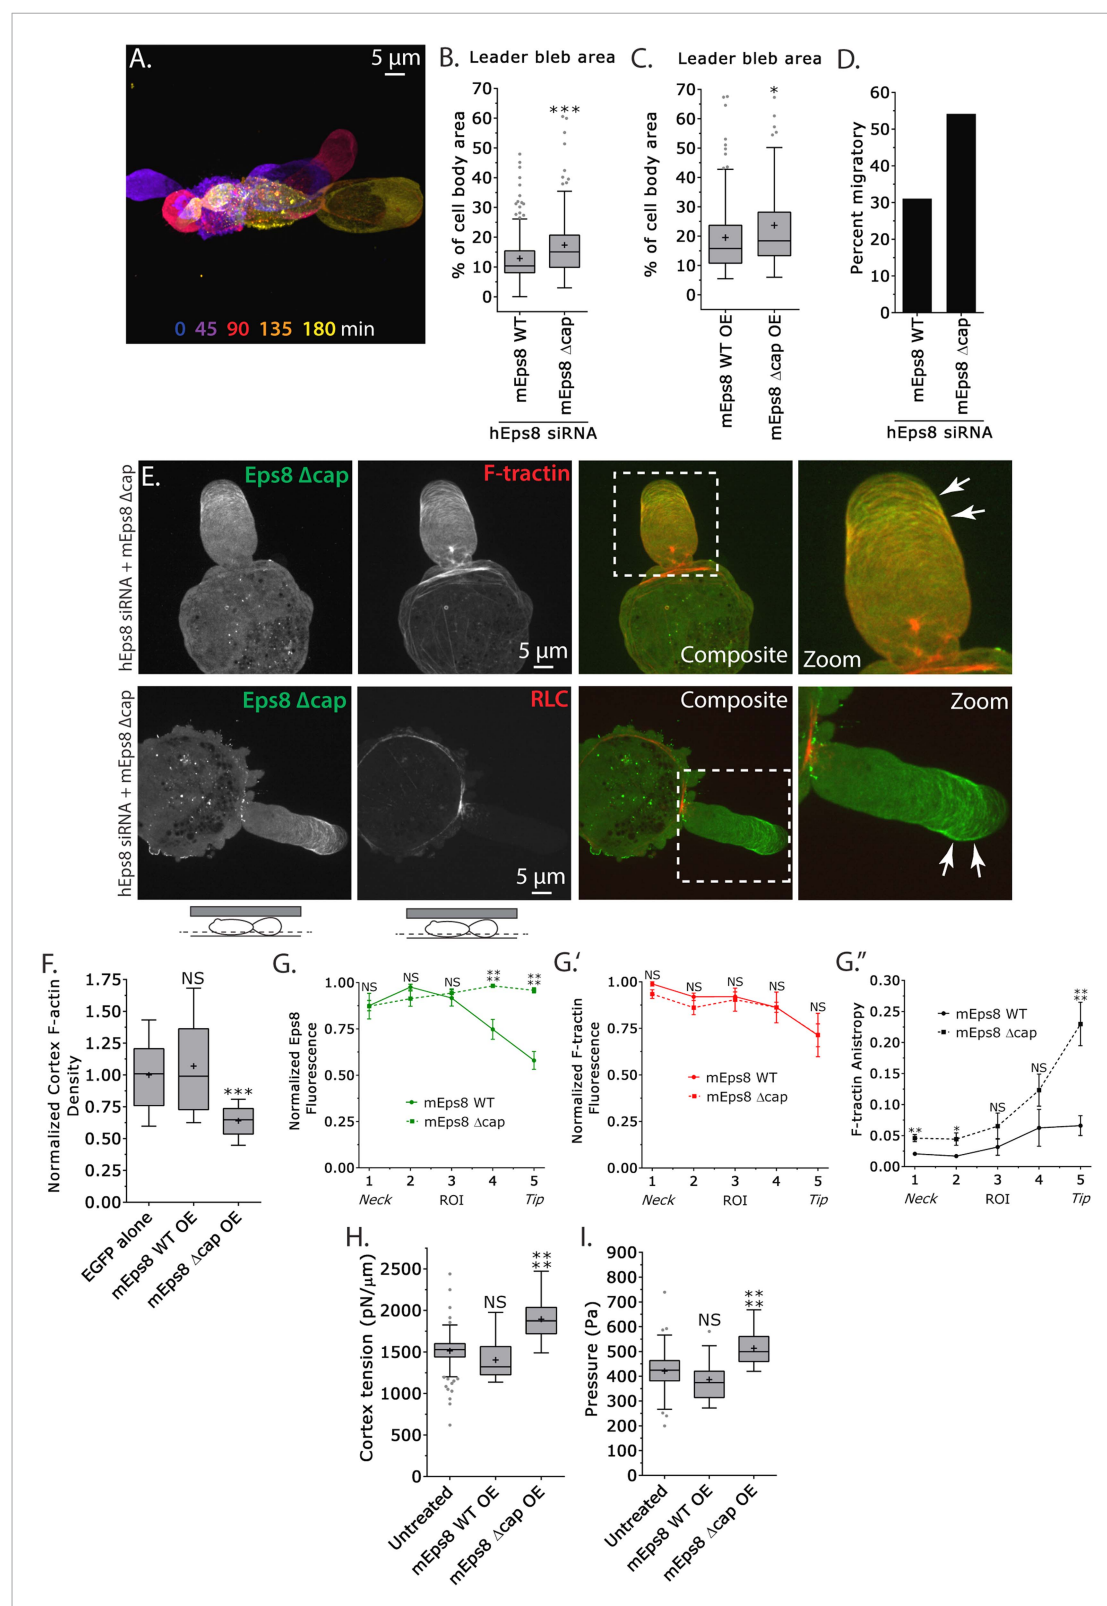 A.
5 µm
0 45 90 135 180 min
B.
Leader bleb area
% of cell body area
70
60
50
40
30
20
10
0
***
mEps8 WT
mEps8 Δcap
hEps8 siRNA
C.
Leader bleb area
% of cell body area
70
60
50
40
30
20
10
0
*
mEps8 WT OE
mEps8 Δcap OE
D.
Percent migratory
60
50
40
30
20
10
0
mEps8 WT
mEps8 Δcap
hEps8 siRNA
E.
hEps8 siRNA + mEps8 Δcap
Eps8 Δcap
F-tractin
5 µm
Composite
Zoom
hEps8 siRNA + mEps8 Δcap
Eps8 Δcap
RLC
5 µm
Composite
Zoom
F.
Normalized Cortex F-actin
Density
1.75
1.50
1.25
1.00
0.75
0.50
0.25
0.00
NS
***
EGFP alone
mEps8 WT OE
mEps8 Δcap OE
G.
Normalized Eps8
Fluorescence
1.00
0.75
0.50
0.25
0.00
NS
NS
NS
****
****
mEps8 WT
mEps8 Δcap
1 2 3 4 5
Neck ROI Tip
G.'
Normalized F-tractin
Fluorescence
1.00
0.75
0.50
0.25
0.00
NS
NS
NS
NS
NS
mEps8 WT
mEps8 Δcap
1 2 3 4 5
Neck ROI Tip
G."
F-tractin Anistropy
0.30
0.25
0.20
0.15
0.10
0.05
0.00
mEps8 WT
mEps8 Δcap
**
*
NS
NS
****
1 2 3 4 5
Neck ROI Tip
H.
Cortex tension (pN/µm)
2500
2000
1500
1000
500
0
NS
****
Untreated
mEps8 WT OE
mEps8 Δcap OE
I.
Pressure (Pa)
900
800
700
600
500
400
300
200
100
0
NS
****
Untreated
mEps8 WT OE
mEps8 Δcap OE